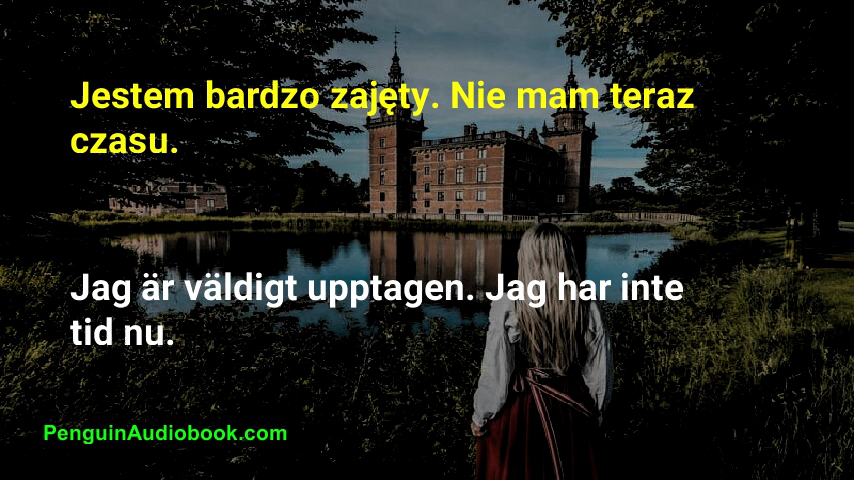 Jestem bardzo zajęty. Nie mam teraz
czasu.
Jag är väldigt upptagen. Jag har inte
tid nu.
PenguinAudiobook.com